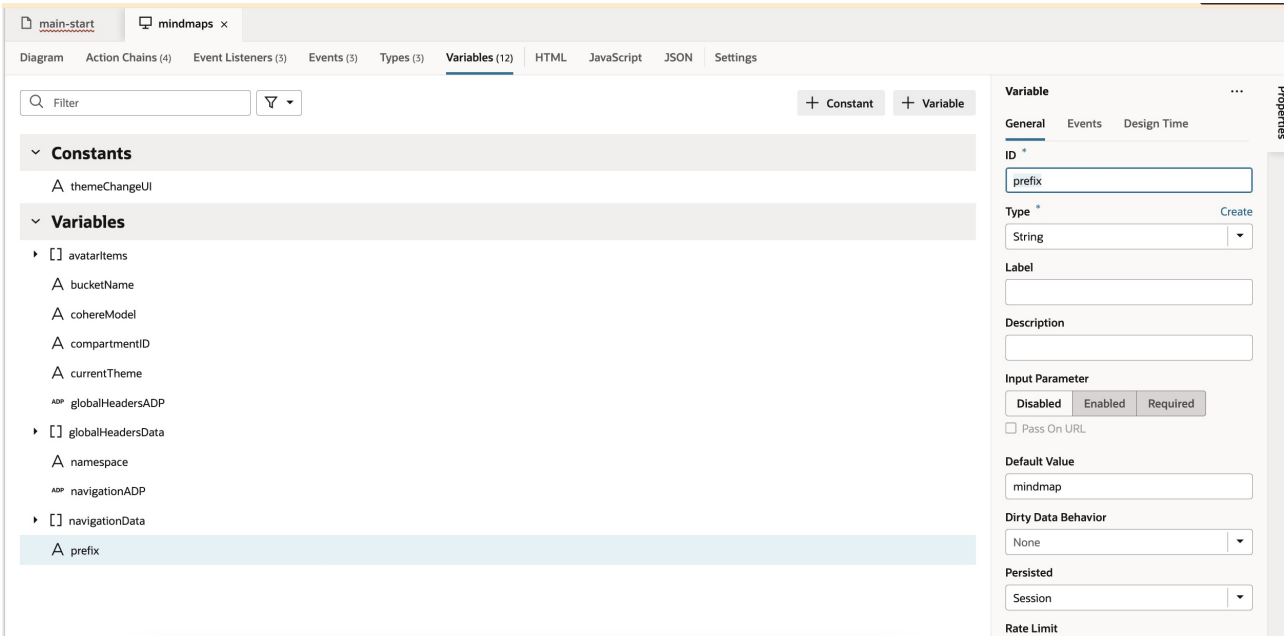 main-start
mindmaps ×
Diagram Action Chains (4) Event Listeners (3) Events (3) Types (3) Variables (12) HTML JavaScript JSON Settings
Filter
+ Constant + Variable
Constants
A themeChangeUI
Variables
[] avatarItems
A bucketName
A cohereModel
A compartmentID
A currentTheme
ADP globalHeadersADP
[] globalHeadersData
A namespace
ADP navigationADP
[] navigationData
A prefix
Variable ...
General Events Design Time
ID *
prefix
Type * Create
String
Label
Description
Input Parameter
Disabled Enabled Required
Pass On URL
Default Value
mindmap
Dirty Data Behavior
None
Persisted
Session
Rate Limit
Properties